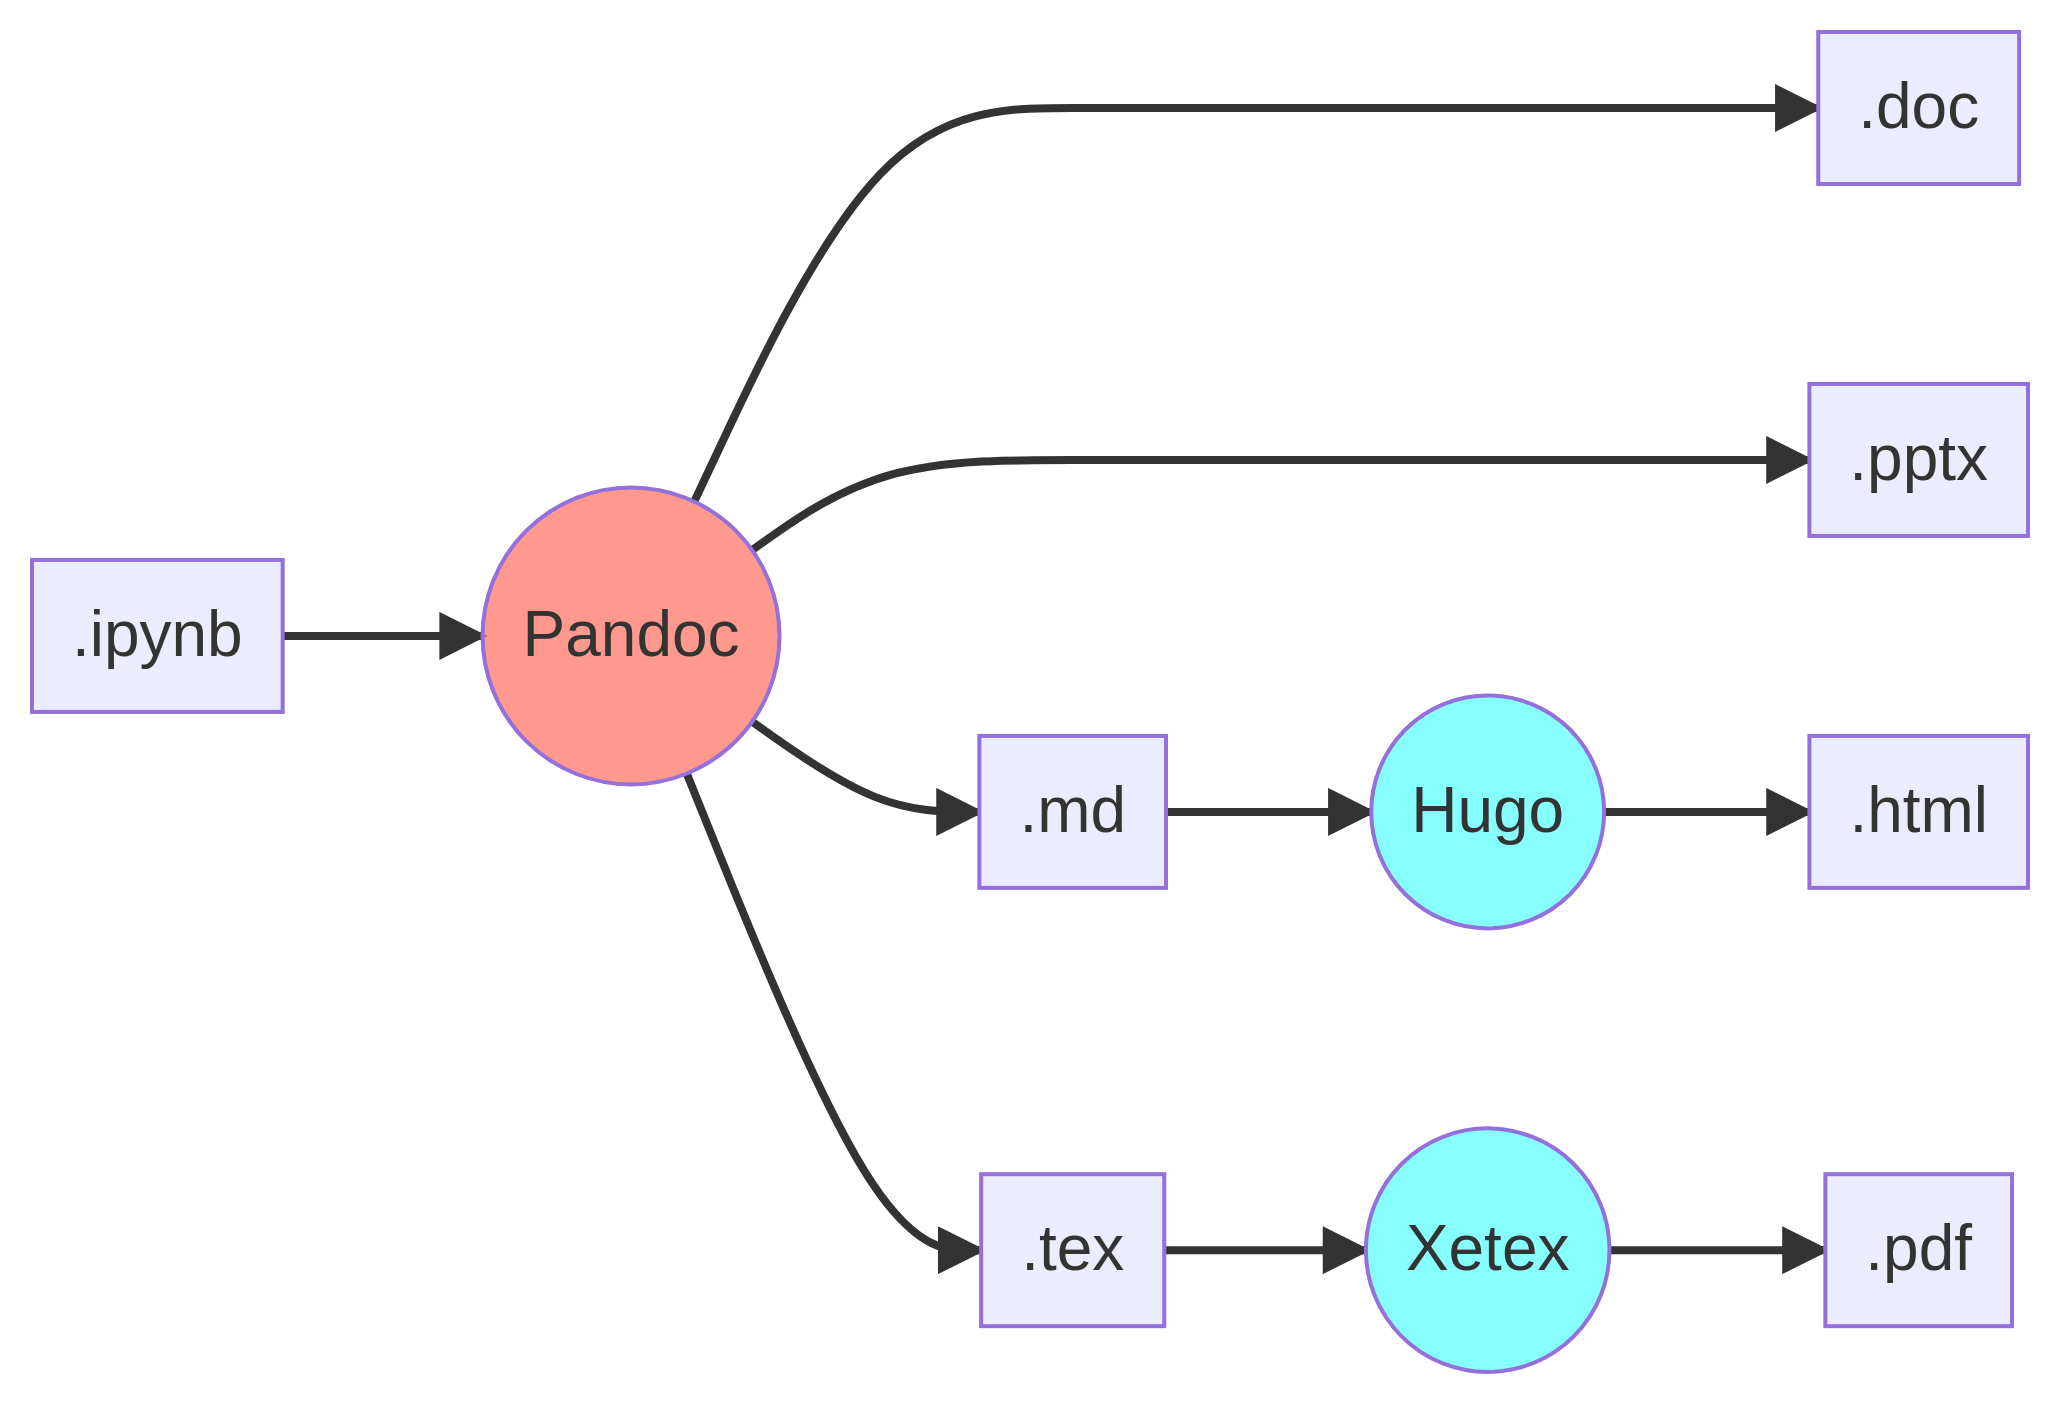 .doc
.pptx
.ipynb
Pandoc
.md
Hugo
.html
.tex
Xetex
.pdf